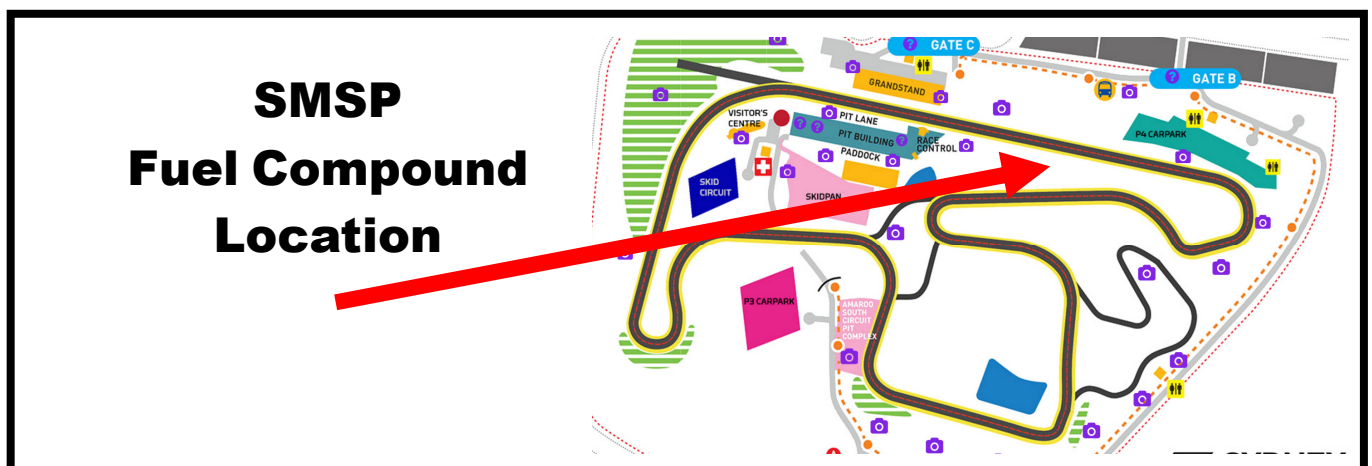 SMSP
Fuel Compound
Location
GATE C
GATE B
GRANDSTAND
VISITOR'S
CENTRE
PIT LANE
PIT BUILDING
RACE
CONTROL
PADDOCK
P4 CARPARK
SKID
CIRCUIT
SKIDPAN
P3 CARPARK
AMAROO
SOUTH
CIRCUIT
PIT
COMPLEX